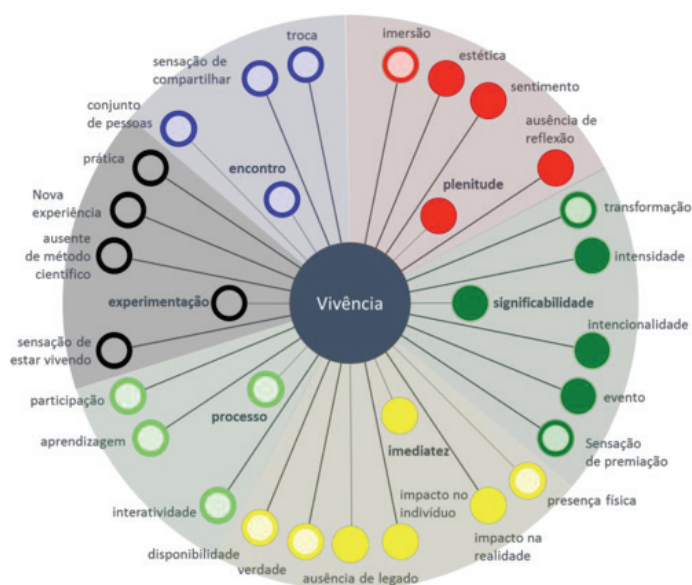 troca
imersão
sensação de
compartilhar
estética
sentimento
conjunto
de pessoas
ausência de
reflexão
prática
encontro
plenitude
Nova
experiência
transformação
ausente
de método
científico
intensidade
experimentação
Vivência
significabilidade
intencionalidade
sensação de
estar vivendo
participação
processo
evento
aprendizagem
imediatez
Sensação
de premiação
interatividade
impacto no
indivíduo
presença física
disponibilidade
verdade
impacto na
realidade
ausência de legado